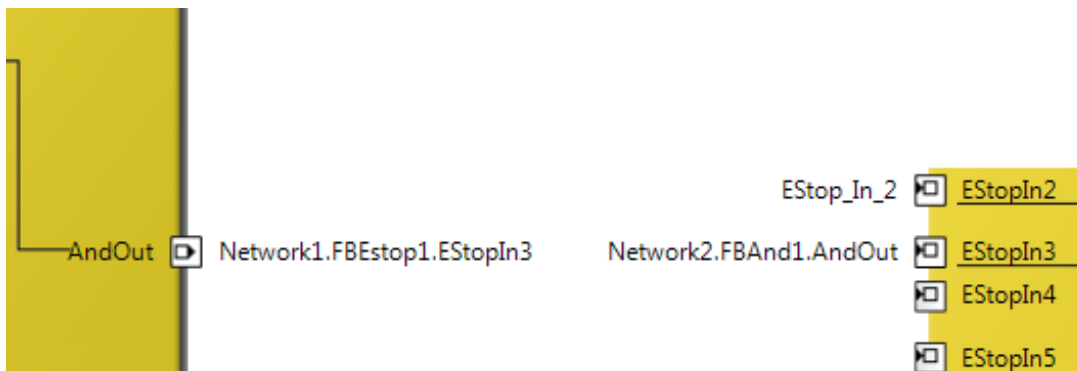 EStop_In_2 EStopIn2
AndOut Network1.FBEstop1.EStopIn3 Network2.FBAnd1.AndOut EStopIn3
EStopIn4
EStopIn5